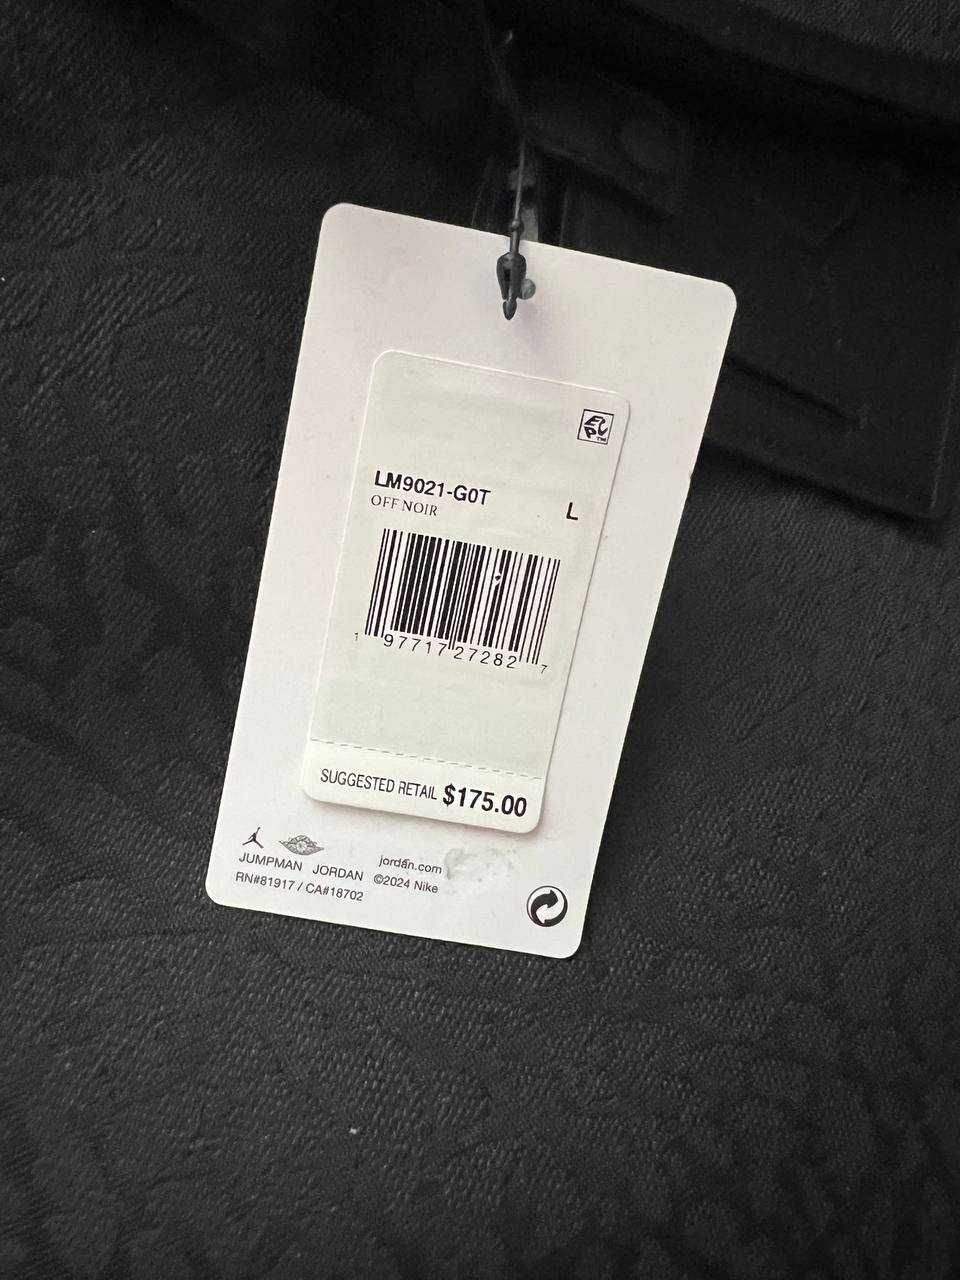 LM9021-G0T
OFF NOIR
L
1 97717 27282 7
SUGGESTED RETAIL $175.00
JUMPMAN JORDAN
RN#81917 / CA#18702
jordan.com
©2024 Nike